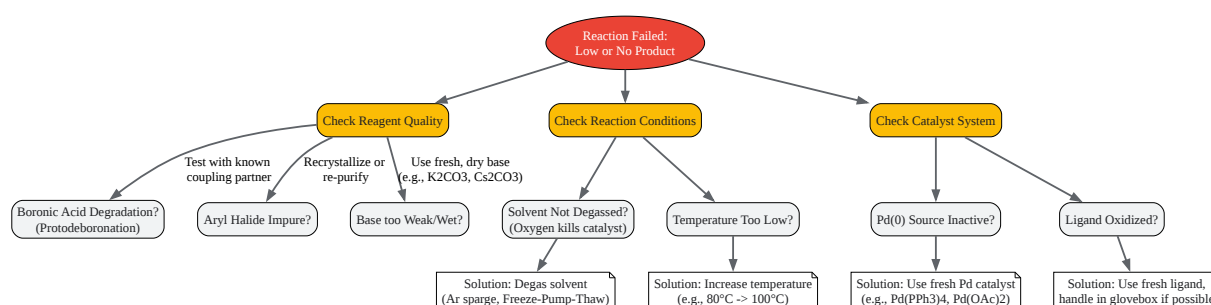 Reaction Failed:
Low or No Product
Check Reagent Quality
Check Reaction Conditions
Check Catalyst System
Test with known
coupling partner
Recrystallize or
re-purify
Use fresh, dry base
(e.g., K2CO3, Cs2CO3)
Boronic Acid Degradation?
(Protodeboronation)
Aryl Halide Impure?
Base too Weak/Wet?
Solvent Not Degassed?
(Oxygen kills catalyst)
Temperature Too Low?
Pd(0) Source Inactive?
Ligand Oxidized?
Solution: Degas solvent
(Ar sparge, Freeze-Pump-Thaw)
Solution: Increase temperature
(e.g., 80°C -> 100°C)
Solution: Use fresh Pd catalyst
(e.g., Pd(PPh3)4, Pd(OAc)2)
Solution: Use fresh ligand,
handle in glovebox if possible